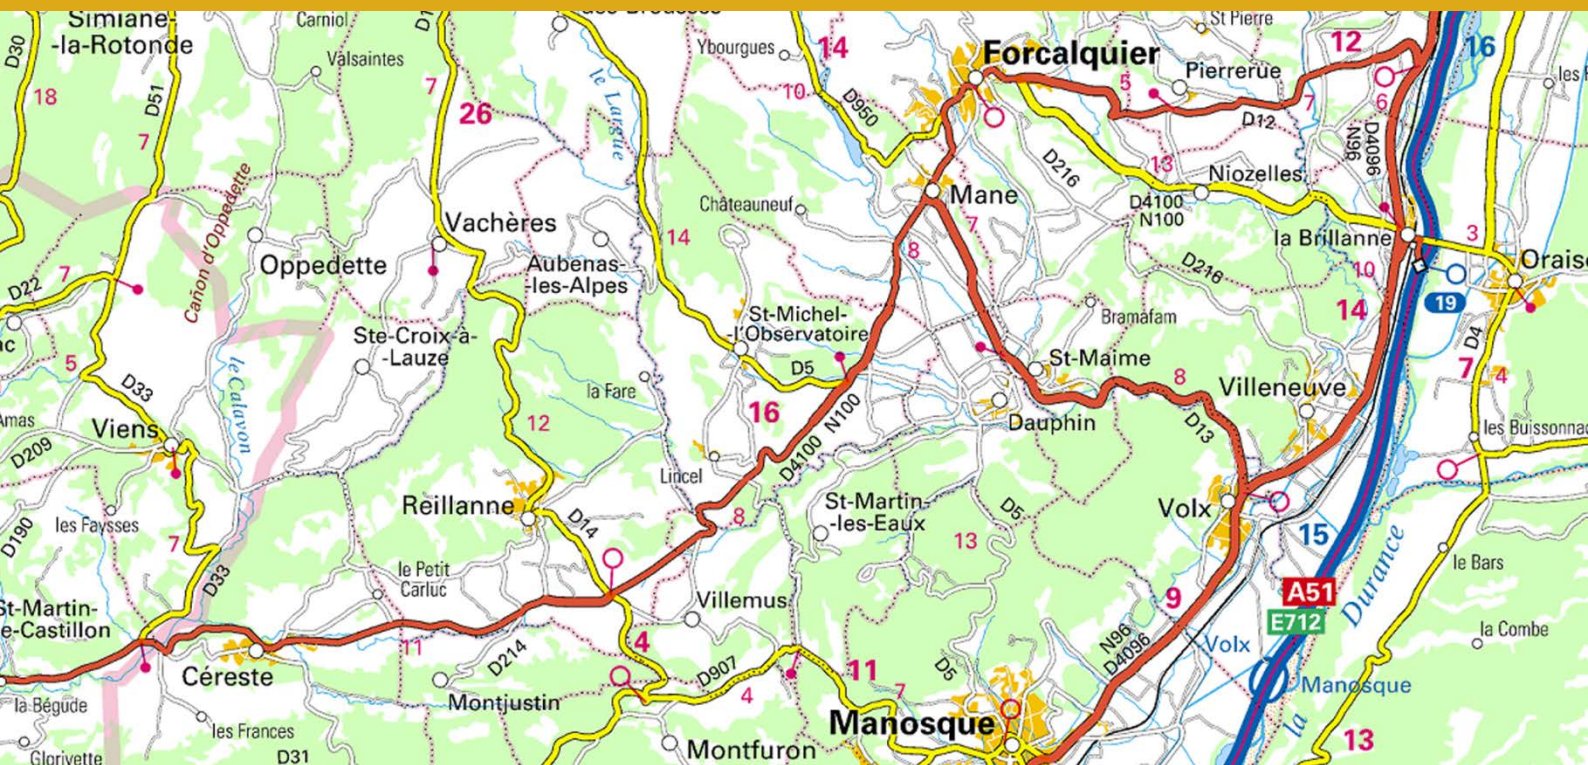 Simiane-
-la-Rotonde
Carniol
Valsaintes
D30
18
D51
7
7
26
le Largue
Ybourgues
14
10
D950
Forcalquier
St Pierre
5
Pierrerue
12
16
6
7
D12
D4096
N96
13
Niozelles
D216
D4100
N100
Mane
Châteauneuf
7
8
14
Cañon d'Oppedette
Vachères
Oppedette
Aubenas-
-les-Alpes
la Brillanne
3
Oraison
10
D216
19
14
D22
7
5
D33
Ste-Croix-à-
-Lauze
le Calavon
St-Michel-
-l'Observatoire
D5
Bramafam
St-Maime
8
D13
Villeneuve
D4
7
4
la Fare
16
Dauphin
N100
D4100
12
Viens
D209
les Buissonnades
Lincel
Reillanne
D14
8
St-Martin-
-les-Eaux
D5
13
Volx
15
les Faysses
D190
7
D33
le Petit
Carluc
le Bars
A51
E712
Durance
la
St-Martin-
-de-Castillon
Villemus
9
N96
D4096
Volx
la Combe
11
Céreste
D214
4
D907
4
11
7
D5
Manosque
Manosque
la Bégude
les Frances
Montjustin
Montfuron
13
Glorivette
D31